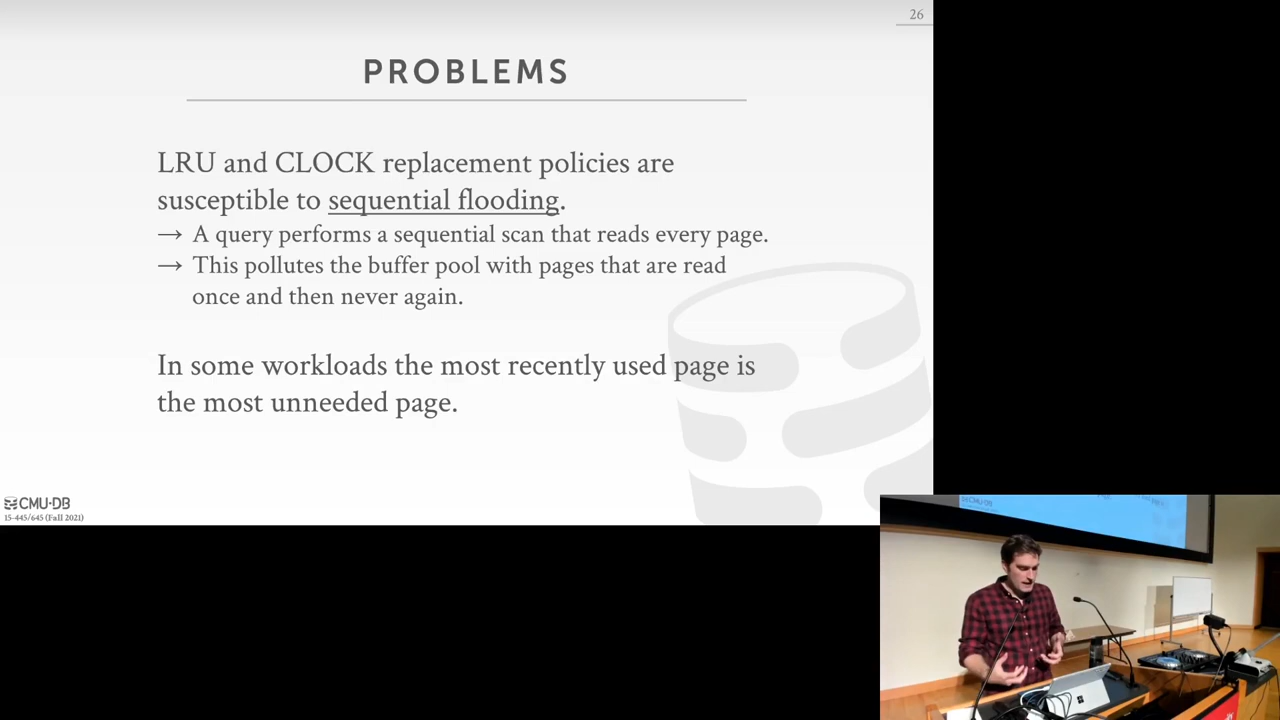 26
PROBLEMS
LRU and CLOCK replacement policies are
susceptible to sequential flooding.
→ A query performs a sequential scan that reads every page.
→ This pollutes the buffer pool with pages that are read
once and then never again.
In some workloads the most recently used page is
the most unneeded page.
CMU·DB
15-445/645 (Fall 2021)